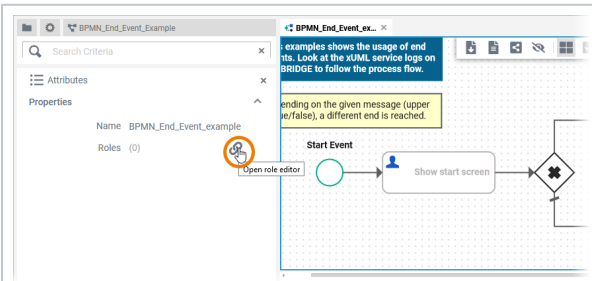 BPMN_End_Event_Example
BPMN_End_Event_ex...
Search Criteria
Attributes
Properties
Name BPMN_End_Event_example
Roles (0)
Open role editor
s examples shows the usage of end
nts. Look at the xUML service logs on
BRIDGE to follow the process flow.
ending on the given message (upper
ue/false), a different end is reached.
Start Event
Show start screen